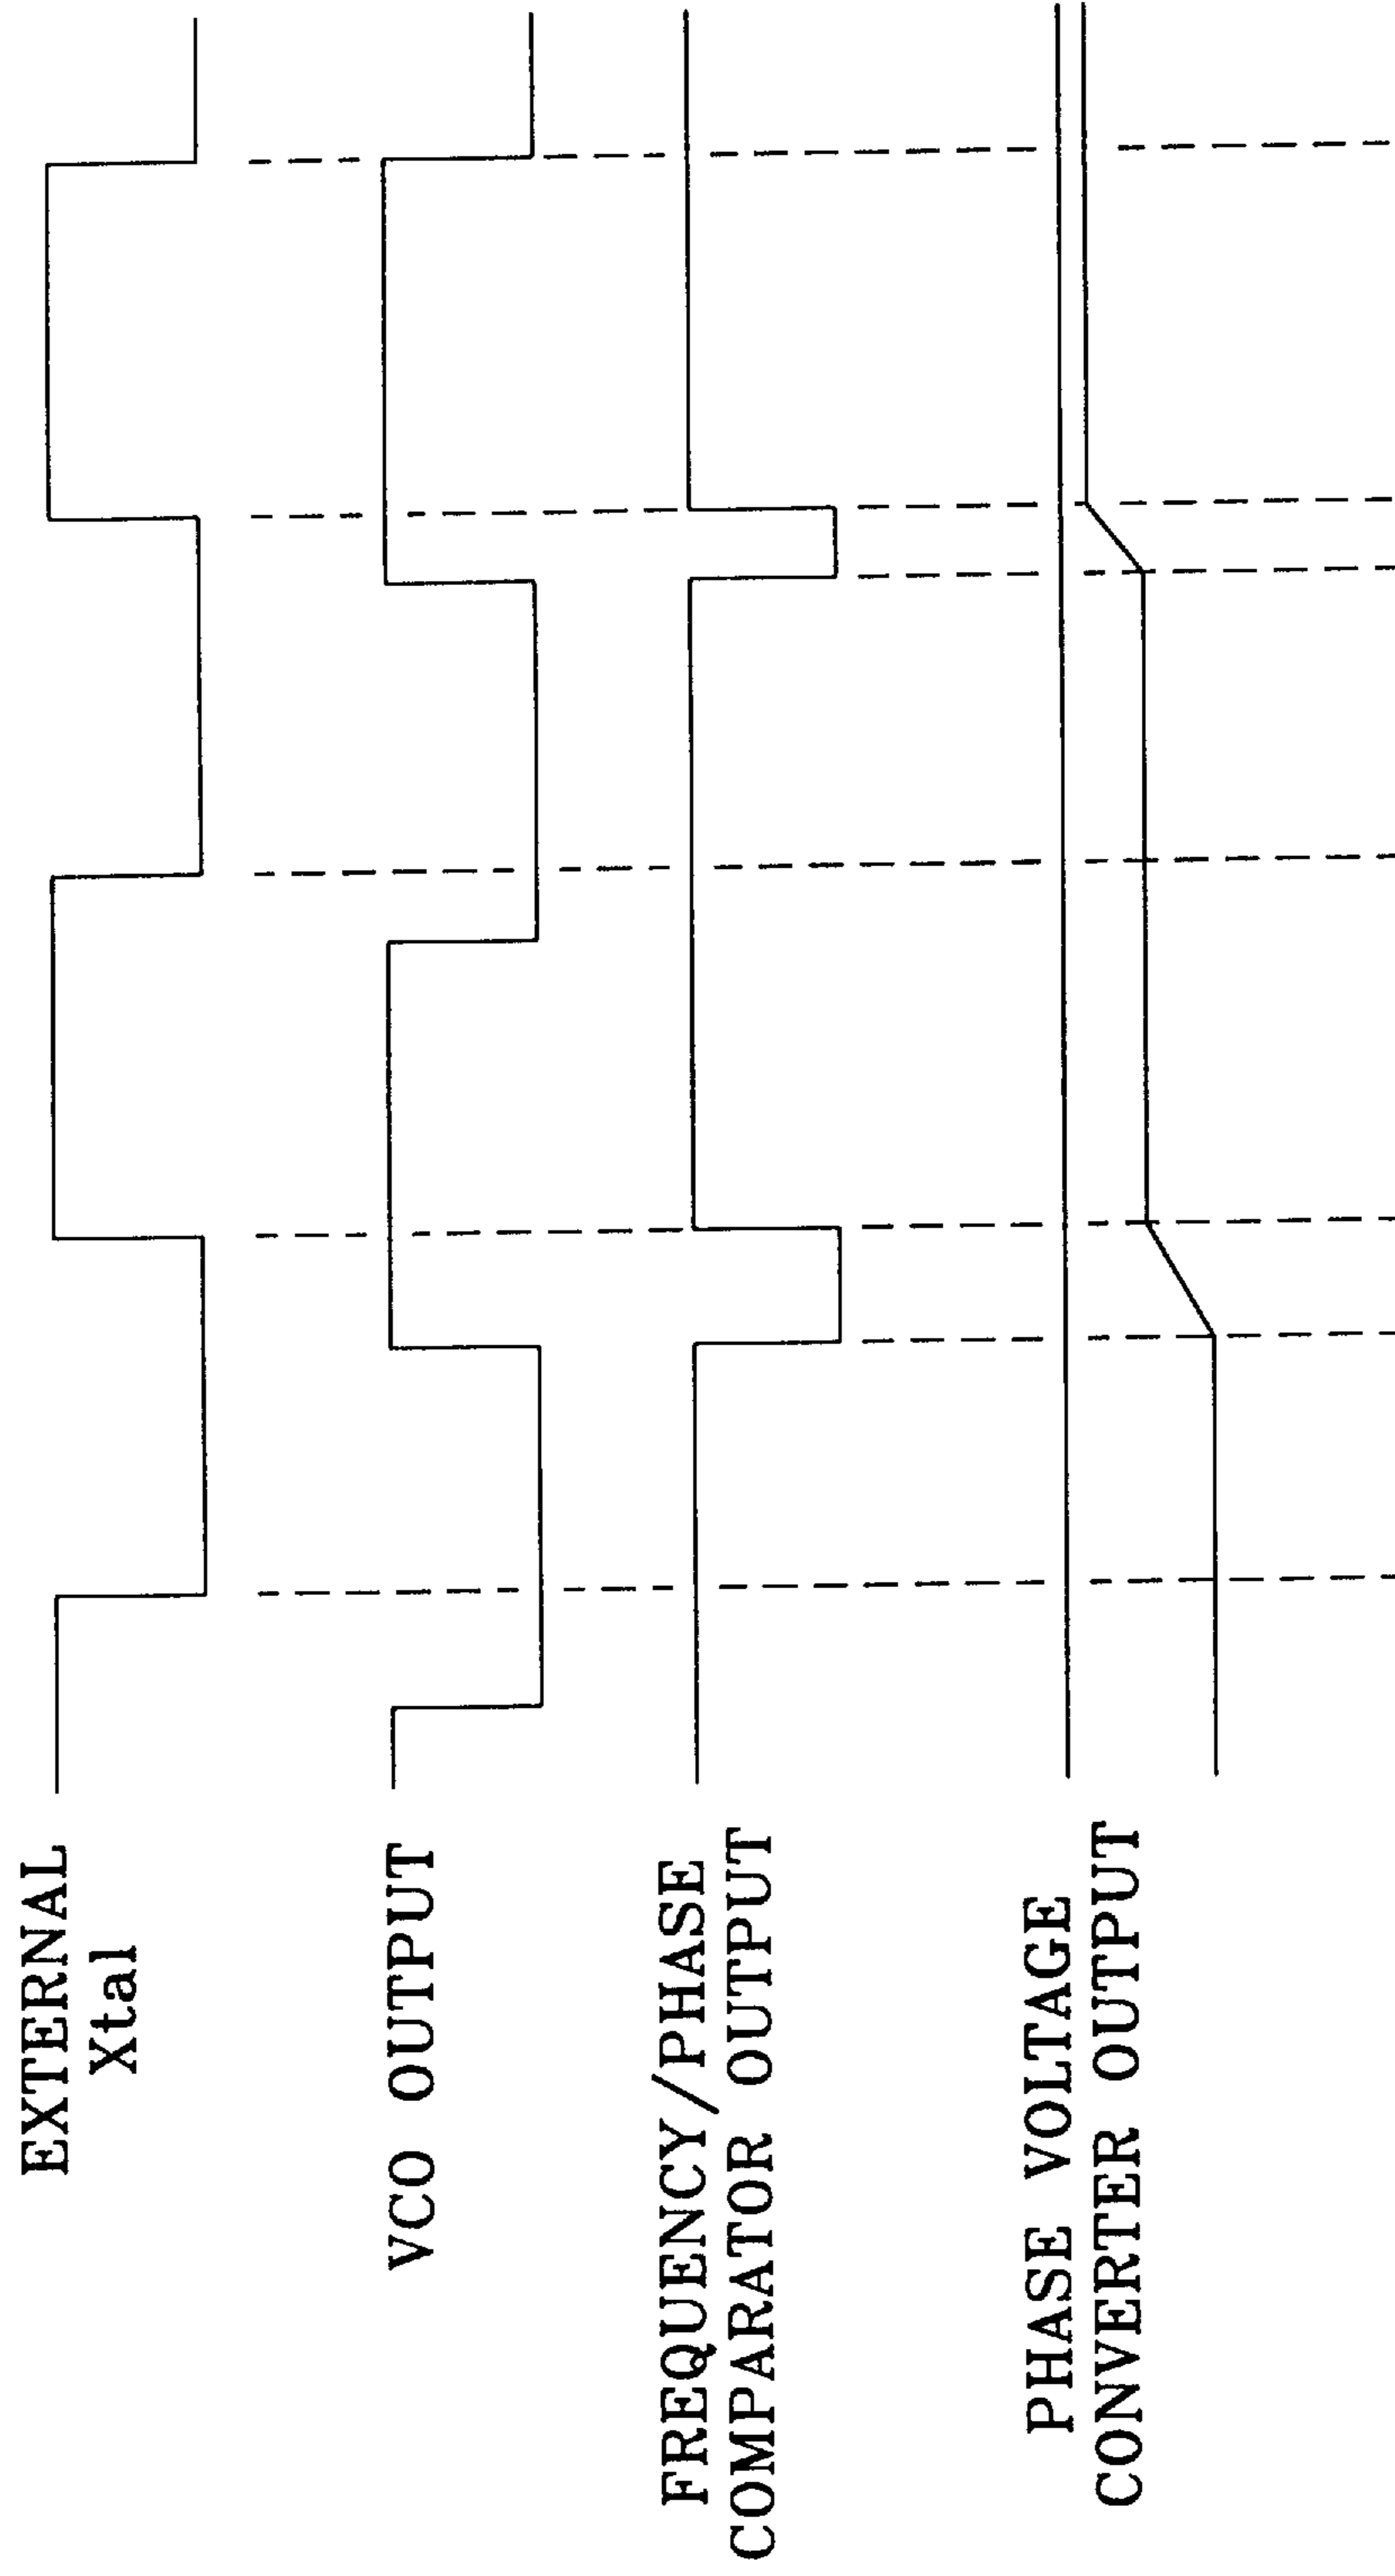 EXTERNAL
Xtal
VCO OUTPUT
FREQUENCY/PHASE
COMPARATOR OUTPUT
PHASE VOLTAGE
CONVERTER OUTPUT